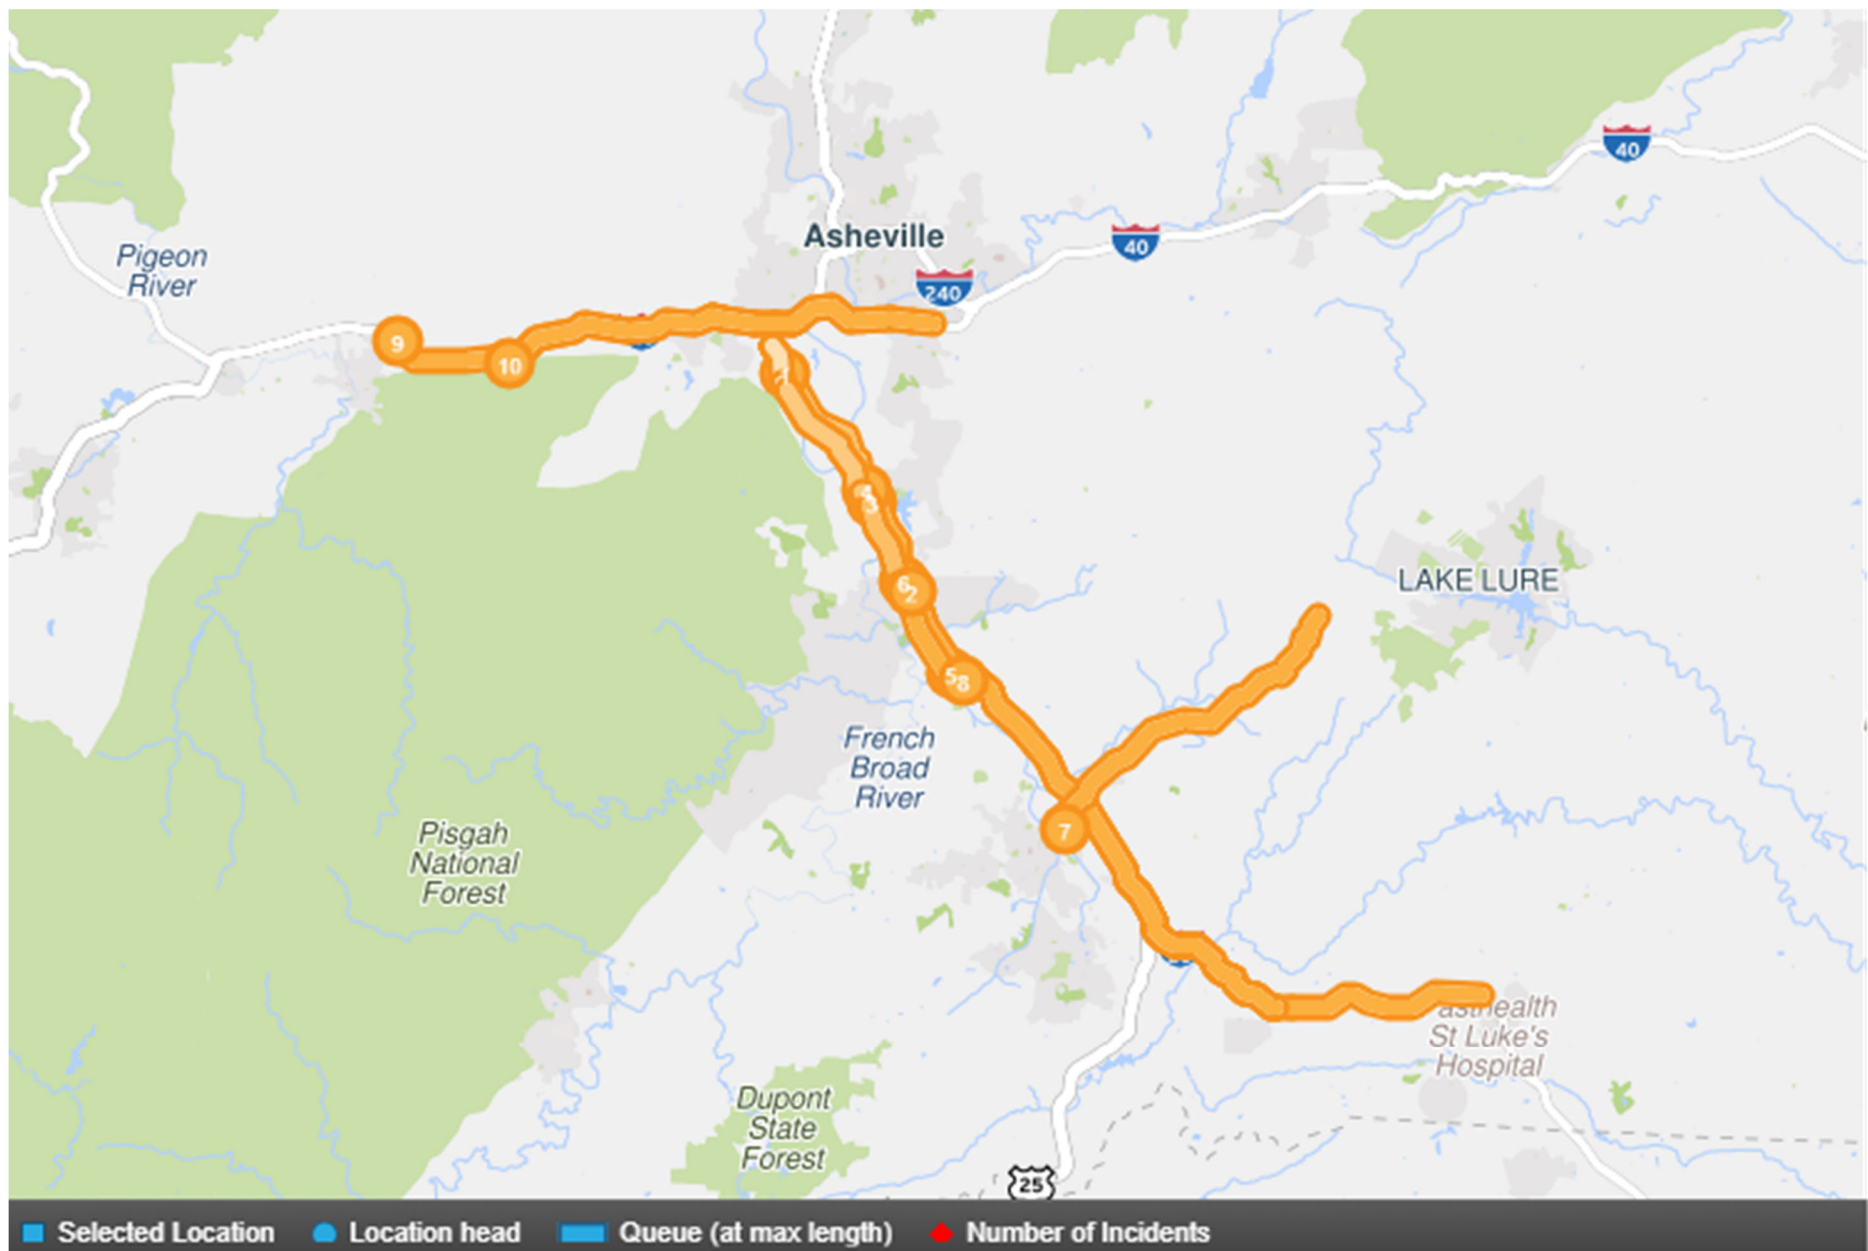 40
40
Asheville
Pigeon
River
240
9
10
1
4
3
LAKE LURE
6
2
5
8
French
Broad
River
7
Pisgah
National
Forest
St Luke's
Hospital
Dupont
State
Forest
25
Selected Location
Location head
Queue (at max length)
Number of Incidents